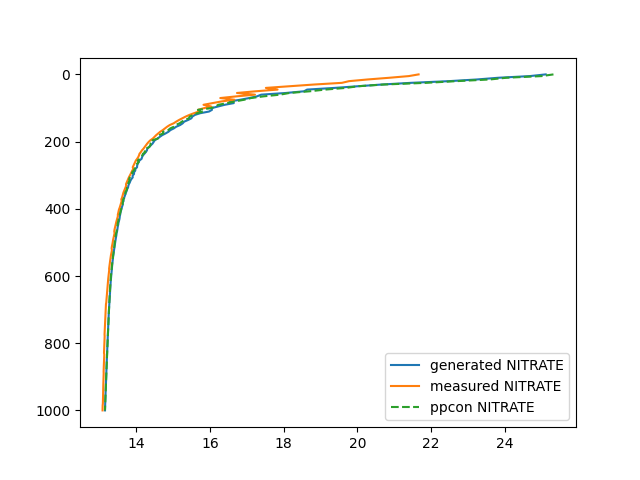 0
200
400
600
800
1000
14 16 18 20 22 24
generated NITRATE
measured NITRATE
ppcon NITRATE